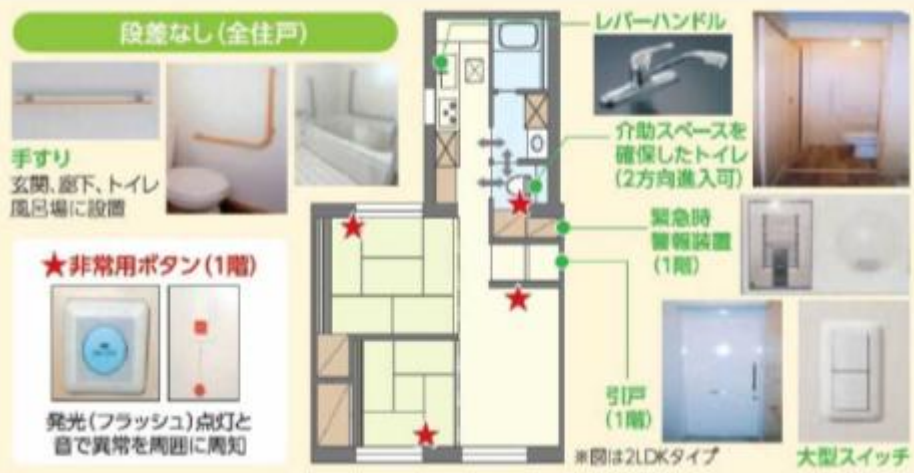 段差なし(全住戸)
手すり
玄関、廊下、トイレ
風呂場に設置
★非常用ボタン(1階)
発光(フラッシュ)点灯と
音で異常を周囲に周知
レバーハンドル
介助スペースを
確保したトイレ
(2方向進入可)
緊急時
警報装置
(1階)
引戸
(1階)
※図は2LDKタイプ
大型スイッチ